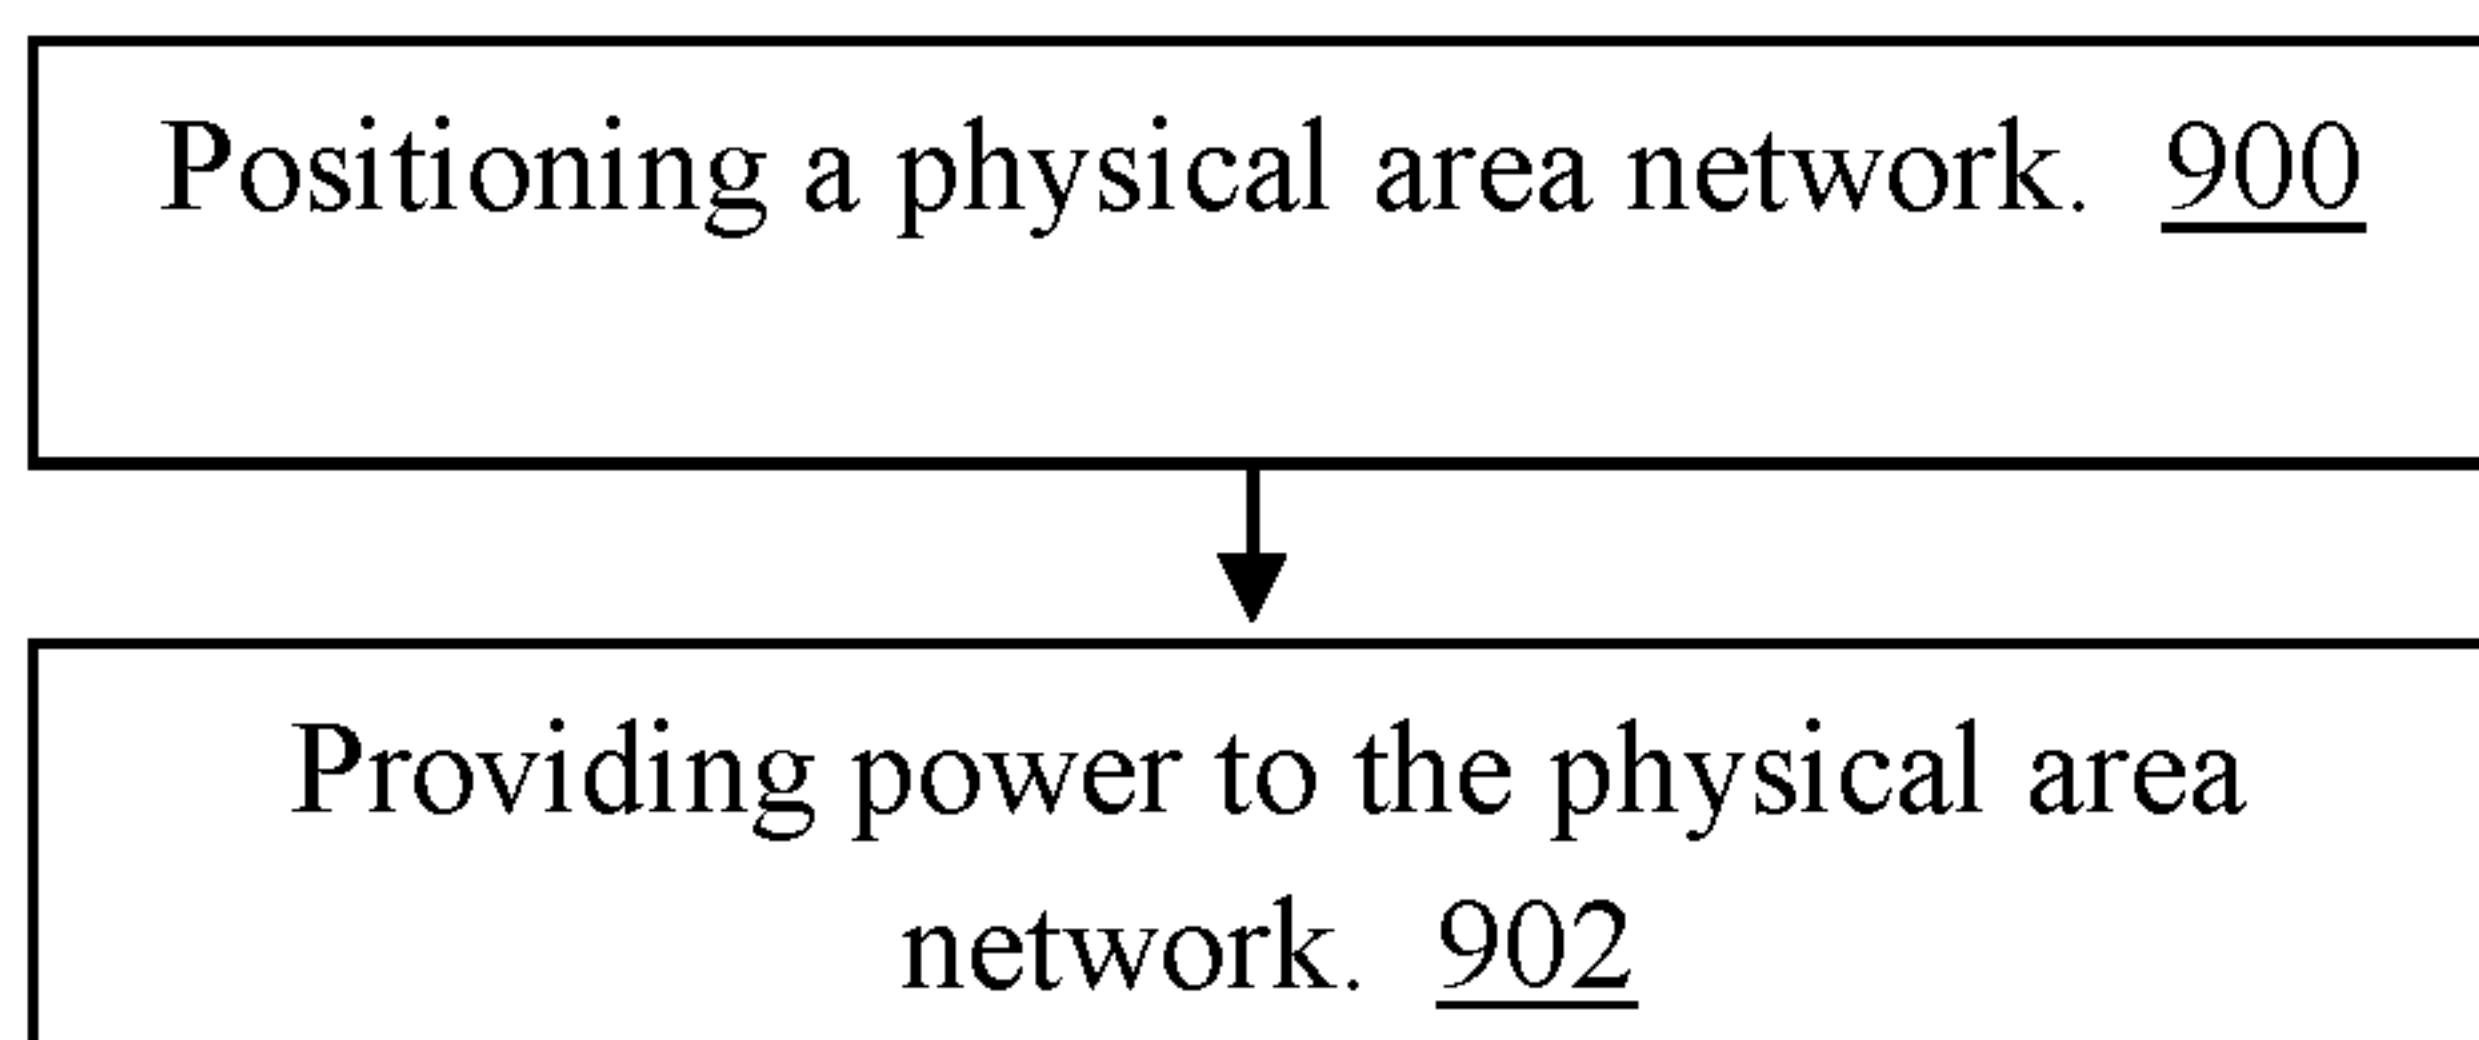 Positioning a physical area network. 900
Providing power to the physical area
network. 902